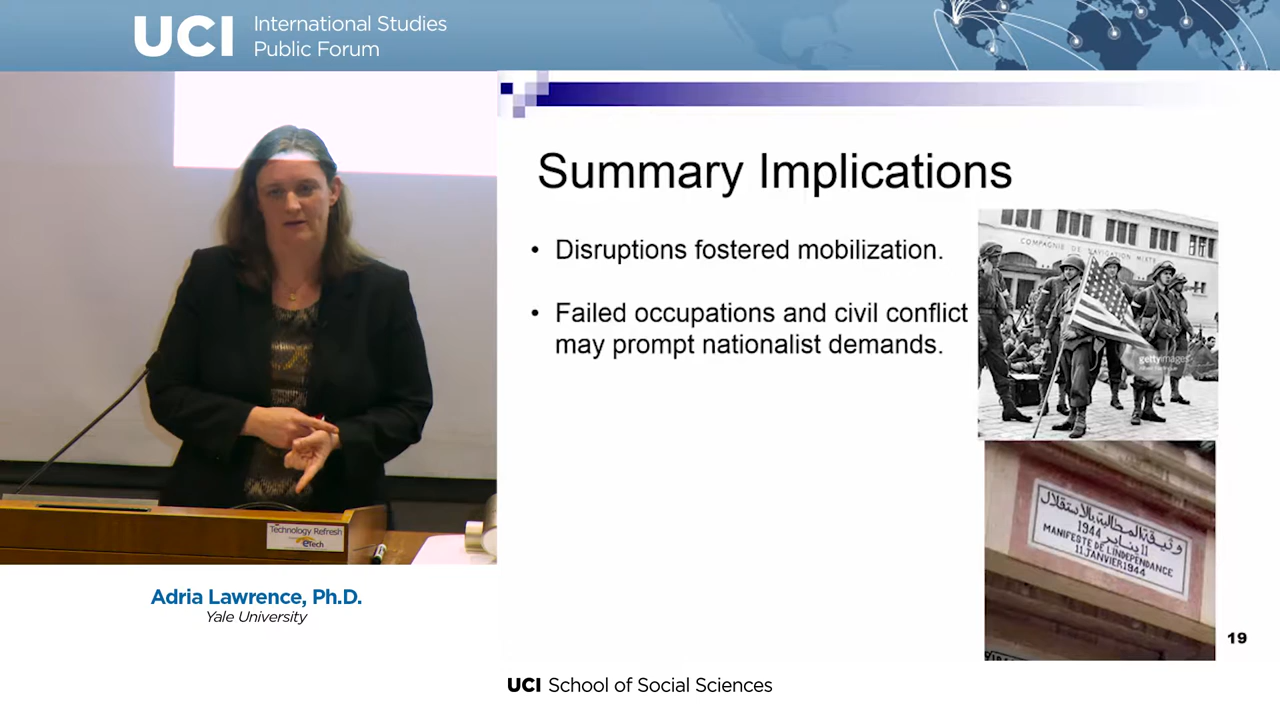 UCI
International Studies
Public Forum
Summary Implications
• Disruptions fostered mobilization.
• Failed occupations and civil conflict
may prompt nationalist demands.
COMPAGNIE DE NAVIGATION MIXTE
gettyimages
وثيقة المطالبة بالاستقلال
11 يناير 1944
MANIFESTE DE L'INDEPENDANCE
11 JANVIER 1944
Technology Refresh
eTech
Adria Lawrence, Ph.D.
Yale University
19
UCI School of Social Sciences